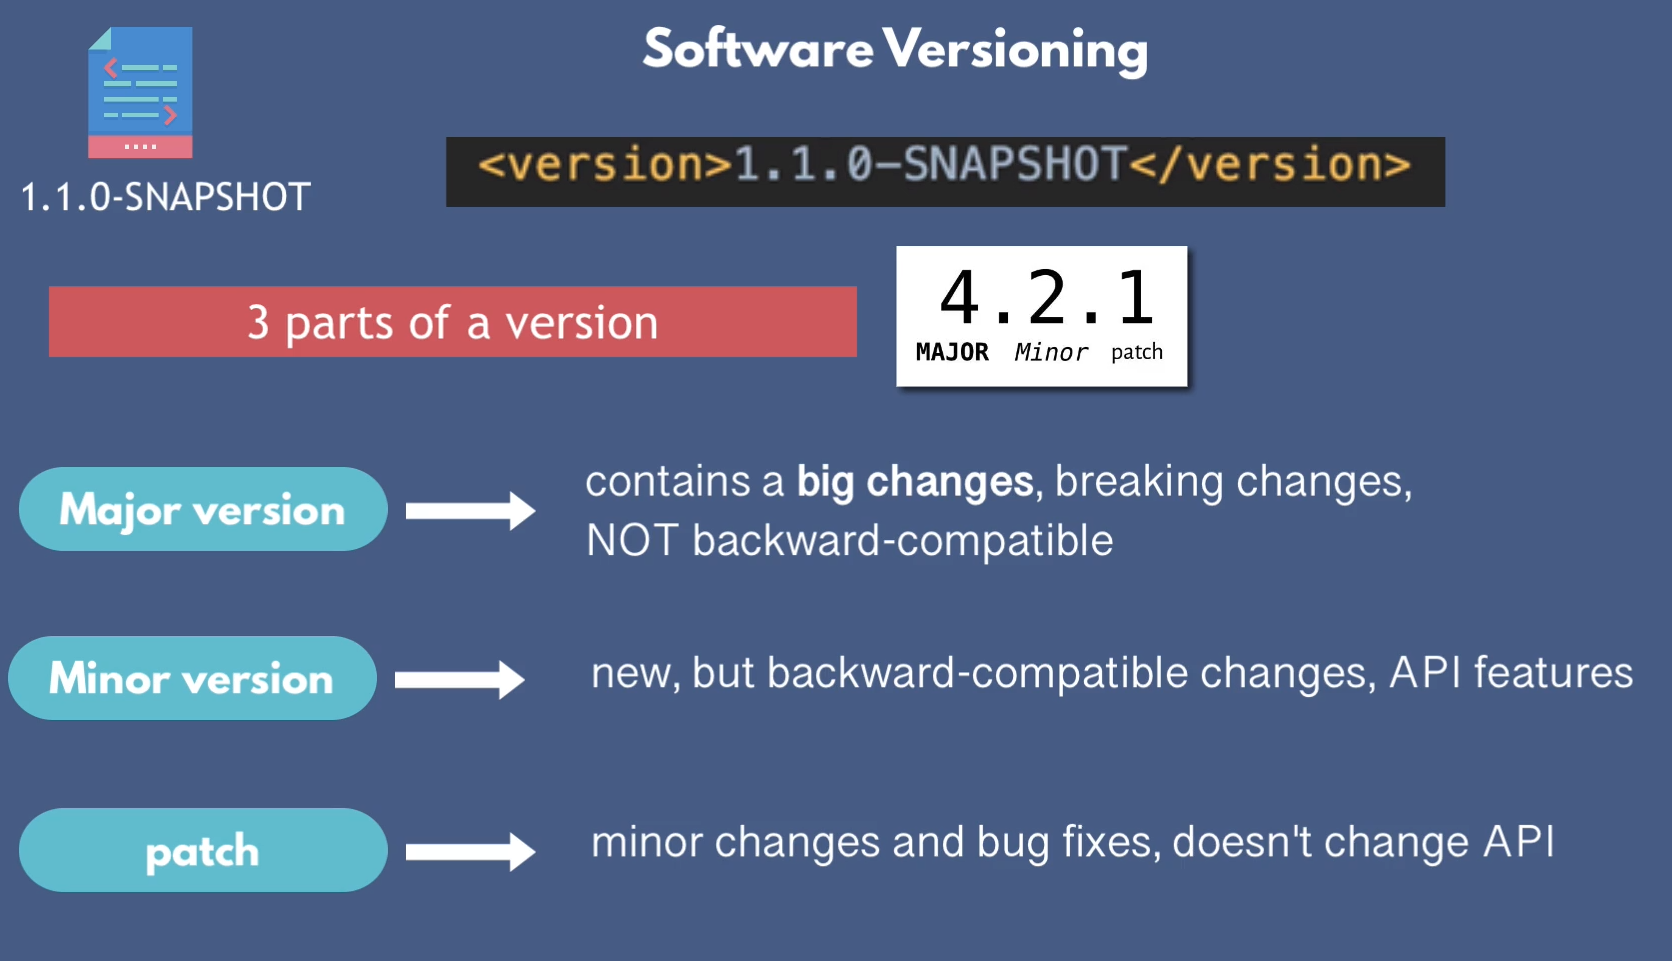 Software Versioning
<version>1.1.0-SNAPSHOT</version>
1.1.0-SNAPSHOT
3 parts of a version
4.2.1
MAJOR Minor patch
Major version
contains a big changes, breaking changes,
NOT backward-compatible
Minor version
new, but backward-compatible changes, API features
patch
minor changes and bug fixes, doesn't change API